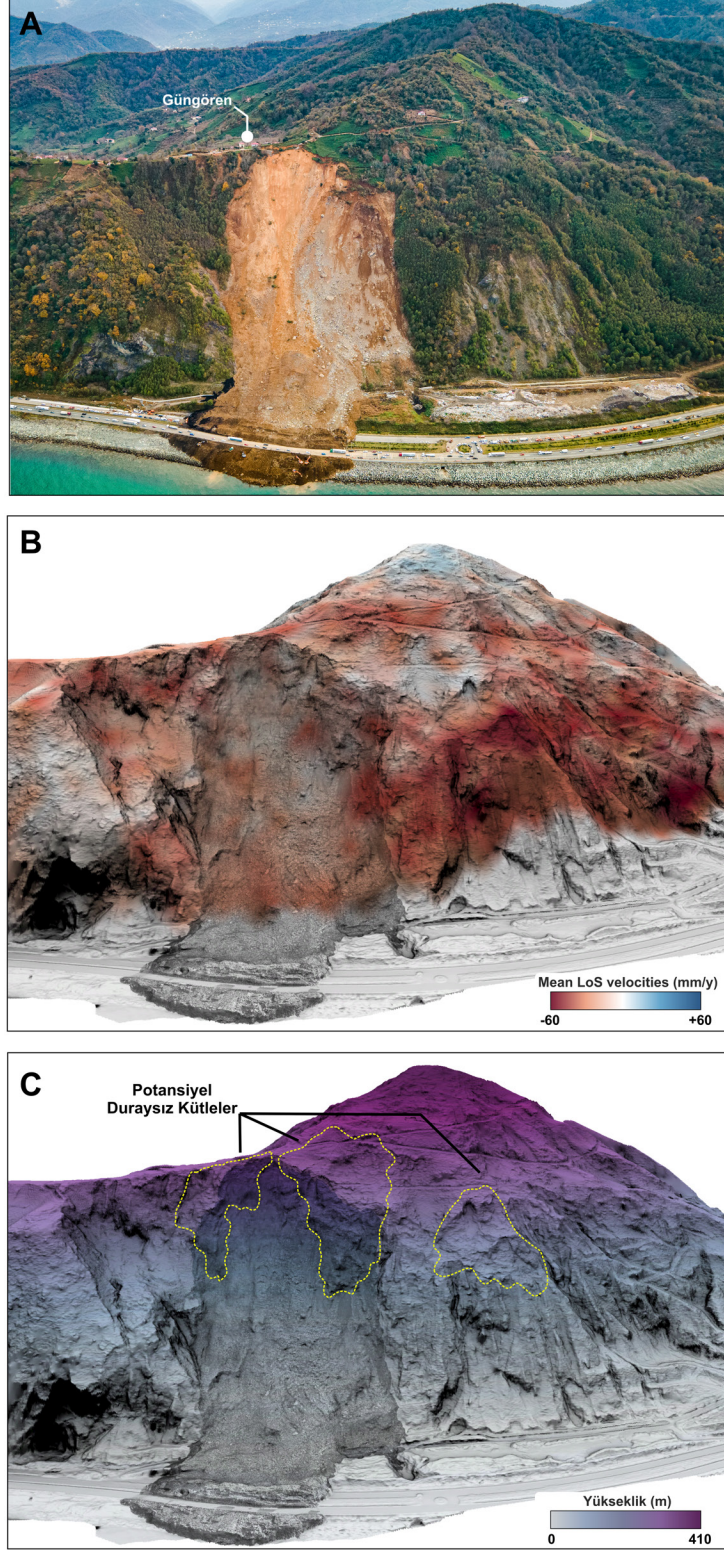 A
Güngören
B
Mean LoS velocities (mm/y)
-60
+60
C
Potansiyel
Duraysız Kütleler
Yükseklik (m)
0
410